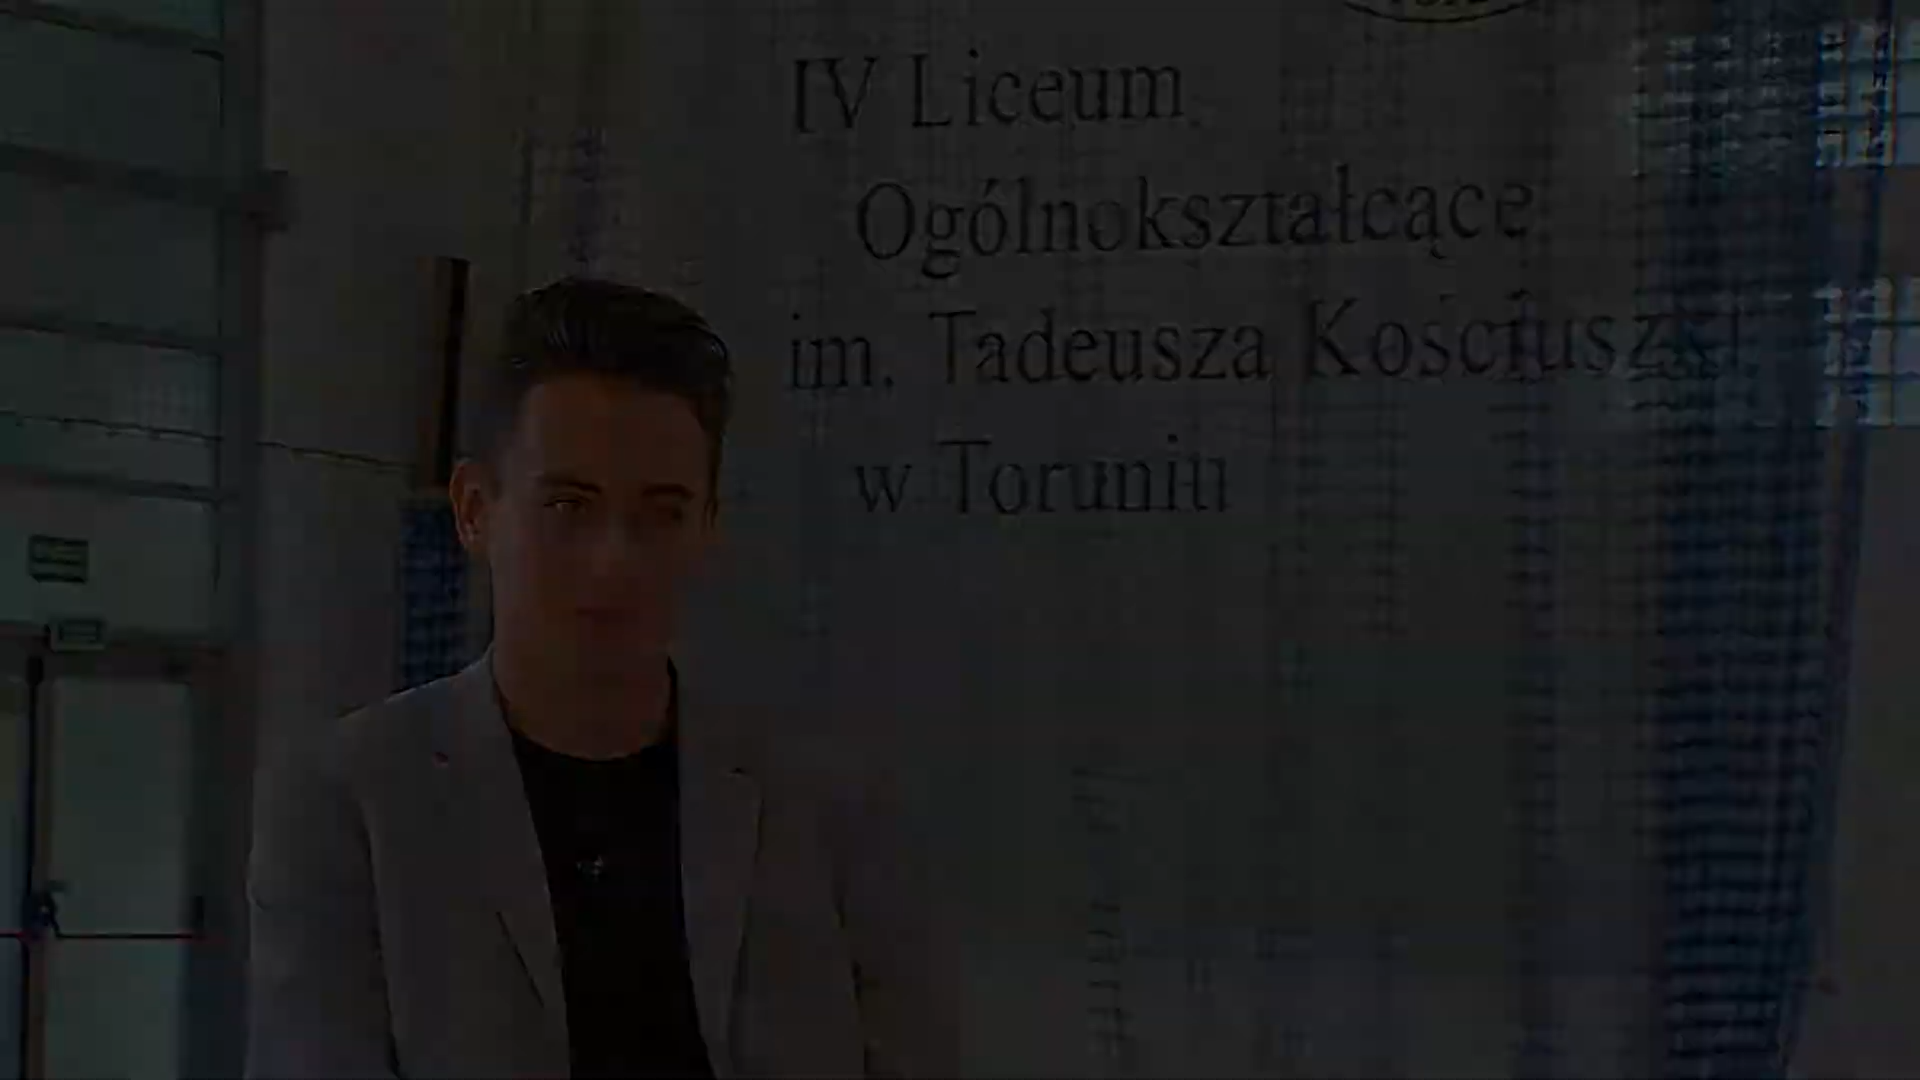 IV Liceum
Ogólnokształcące
im. Tadeusza Kościuszki
w Toruniu